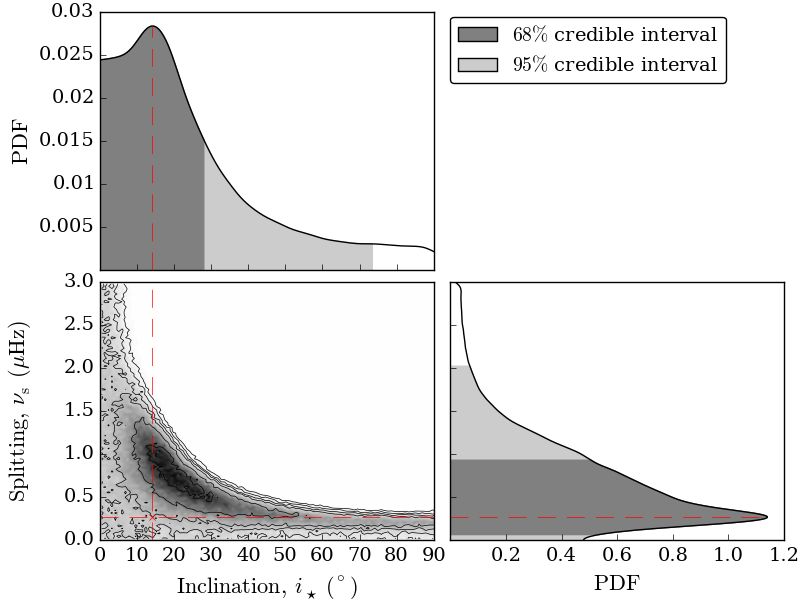 0.03
0.025
0.02
0.015
0.01
0.005
PDF
68% credible interval
95% credible interval
3.0
2.5
2.0
1.5
1.0
0.5
0.0
Splitting, νs (μHz)
0 10 20 30 40 50 60 70 80 90
Inclination, i⋆ (°)
0.2 0.4 0.6 0.8 1.0 1.2
PDF